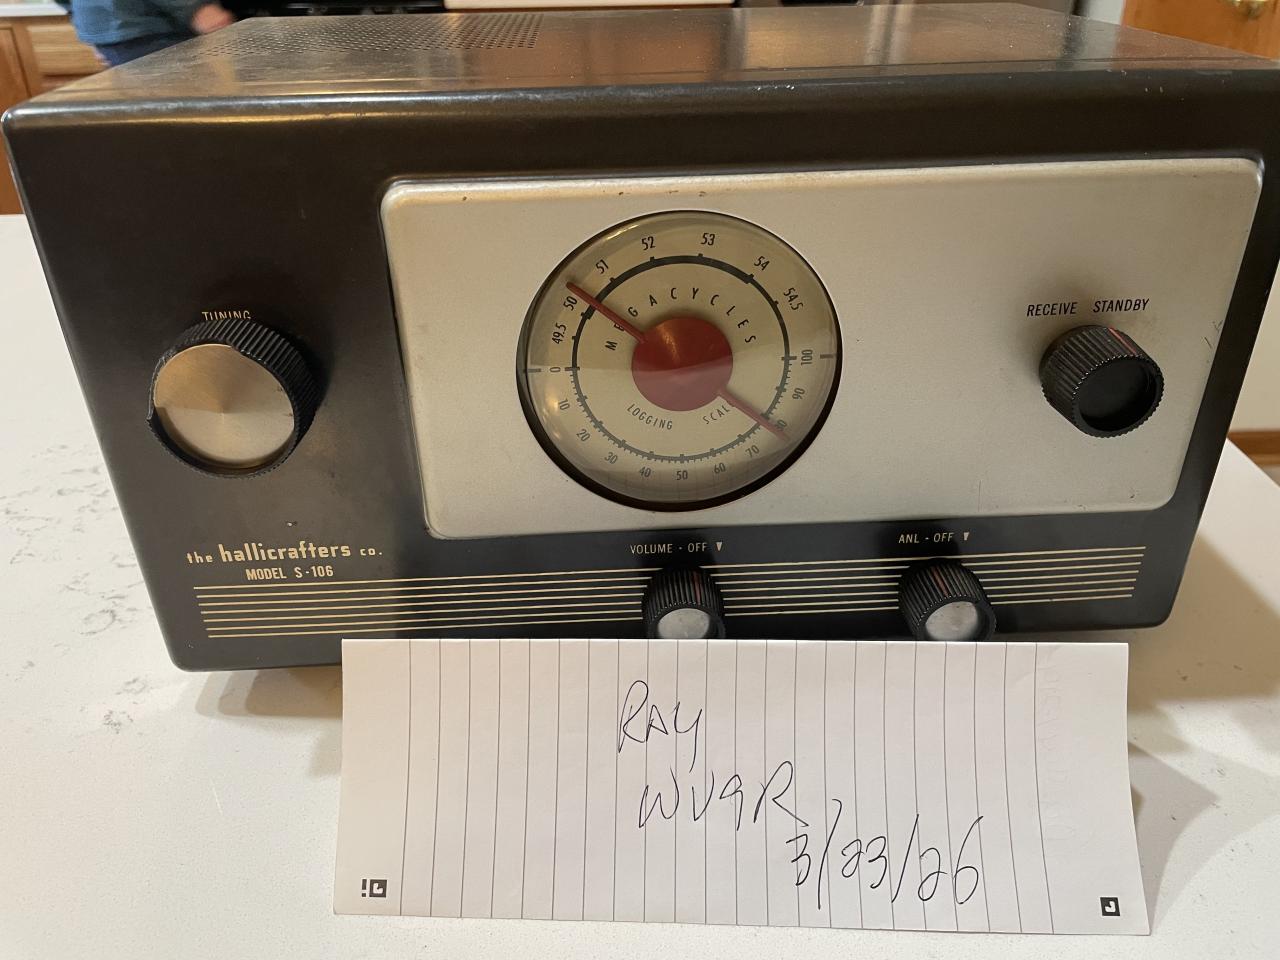 TUNING
MEGACYCLES
49.5 50 51 52 53 54 54.5
0 10 20 30 40 50 60 70 80 90 100
LOGGING SCAL
RECEIVE STANDBY
the hallicrafters co.
MODEL S-106
VOLUME - OFF
ANL - OFF
RAY
WV9R
3/23/26